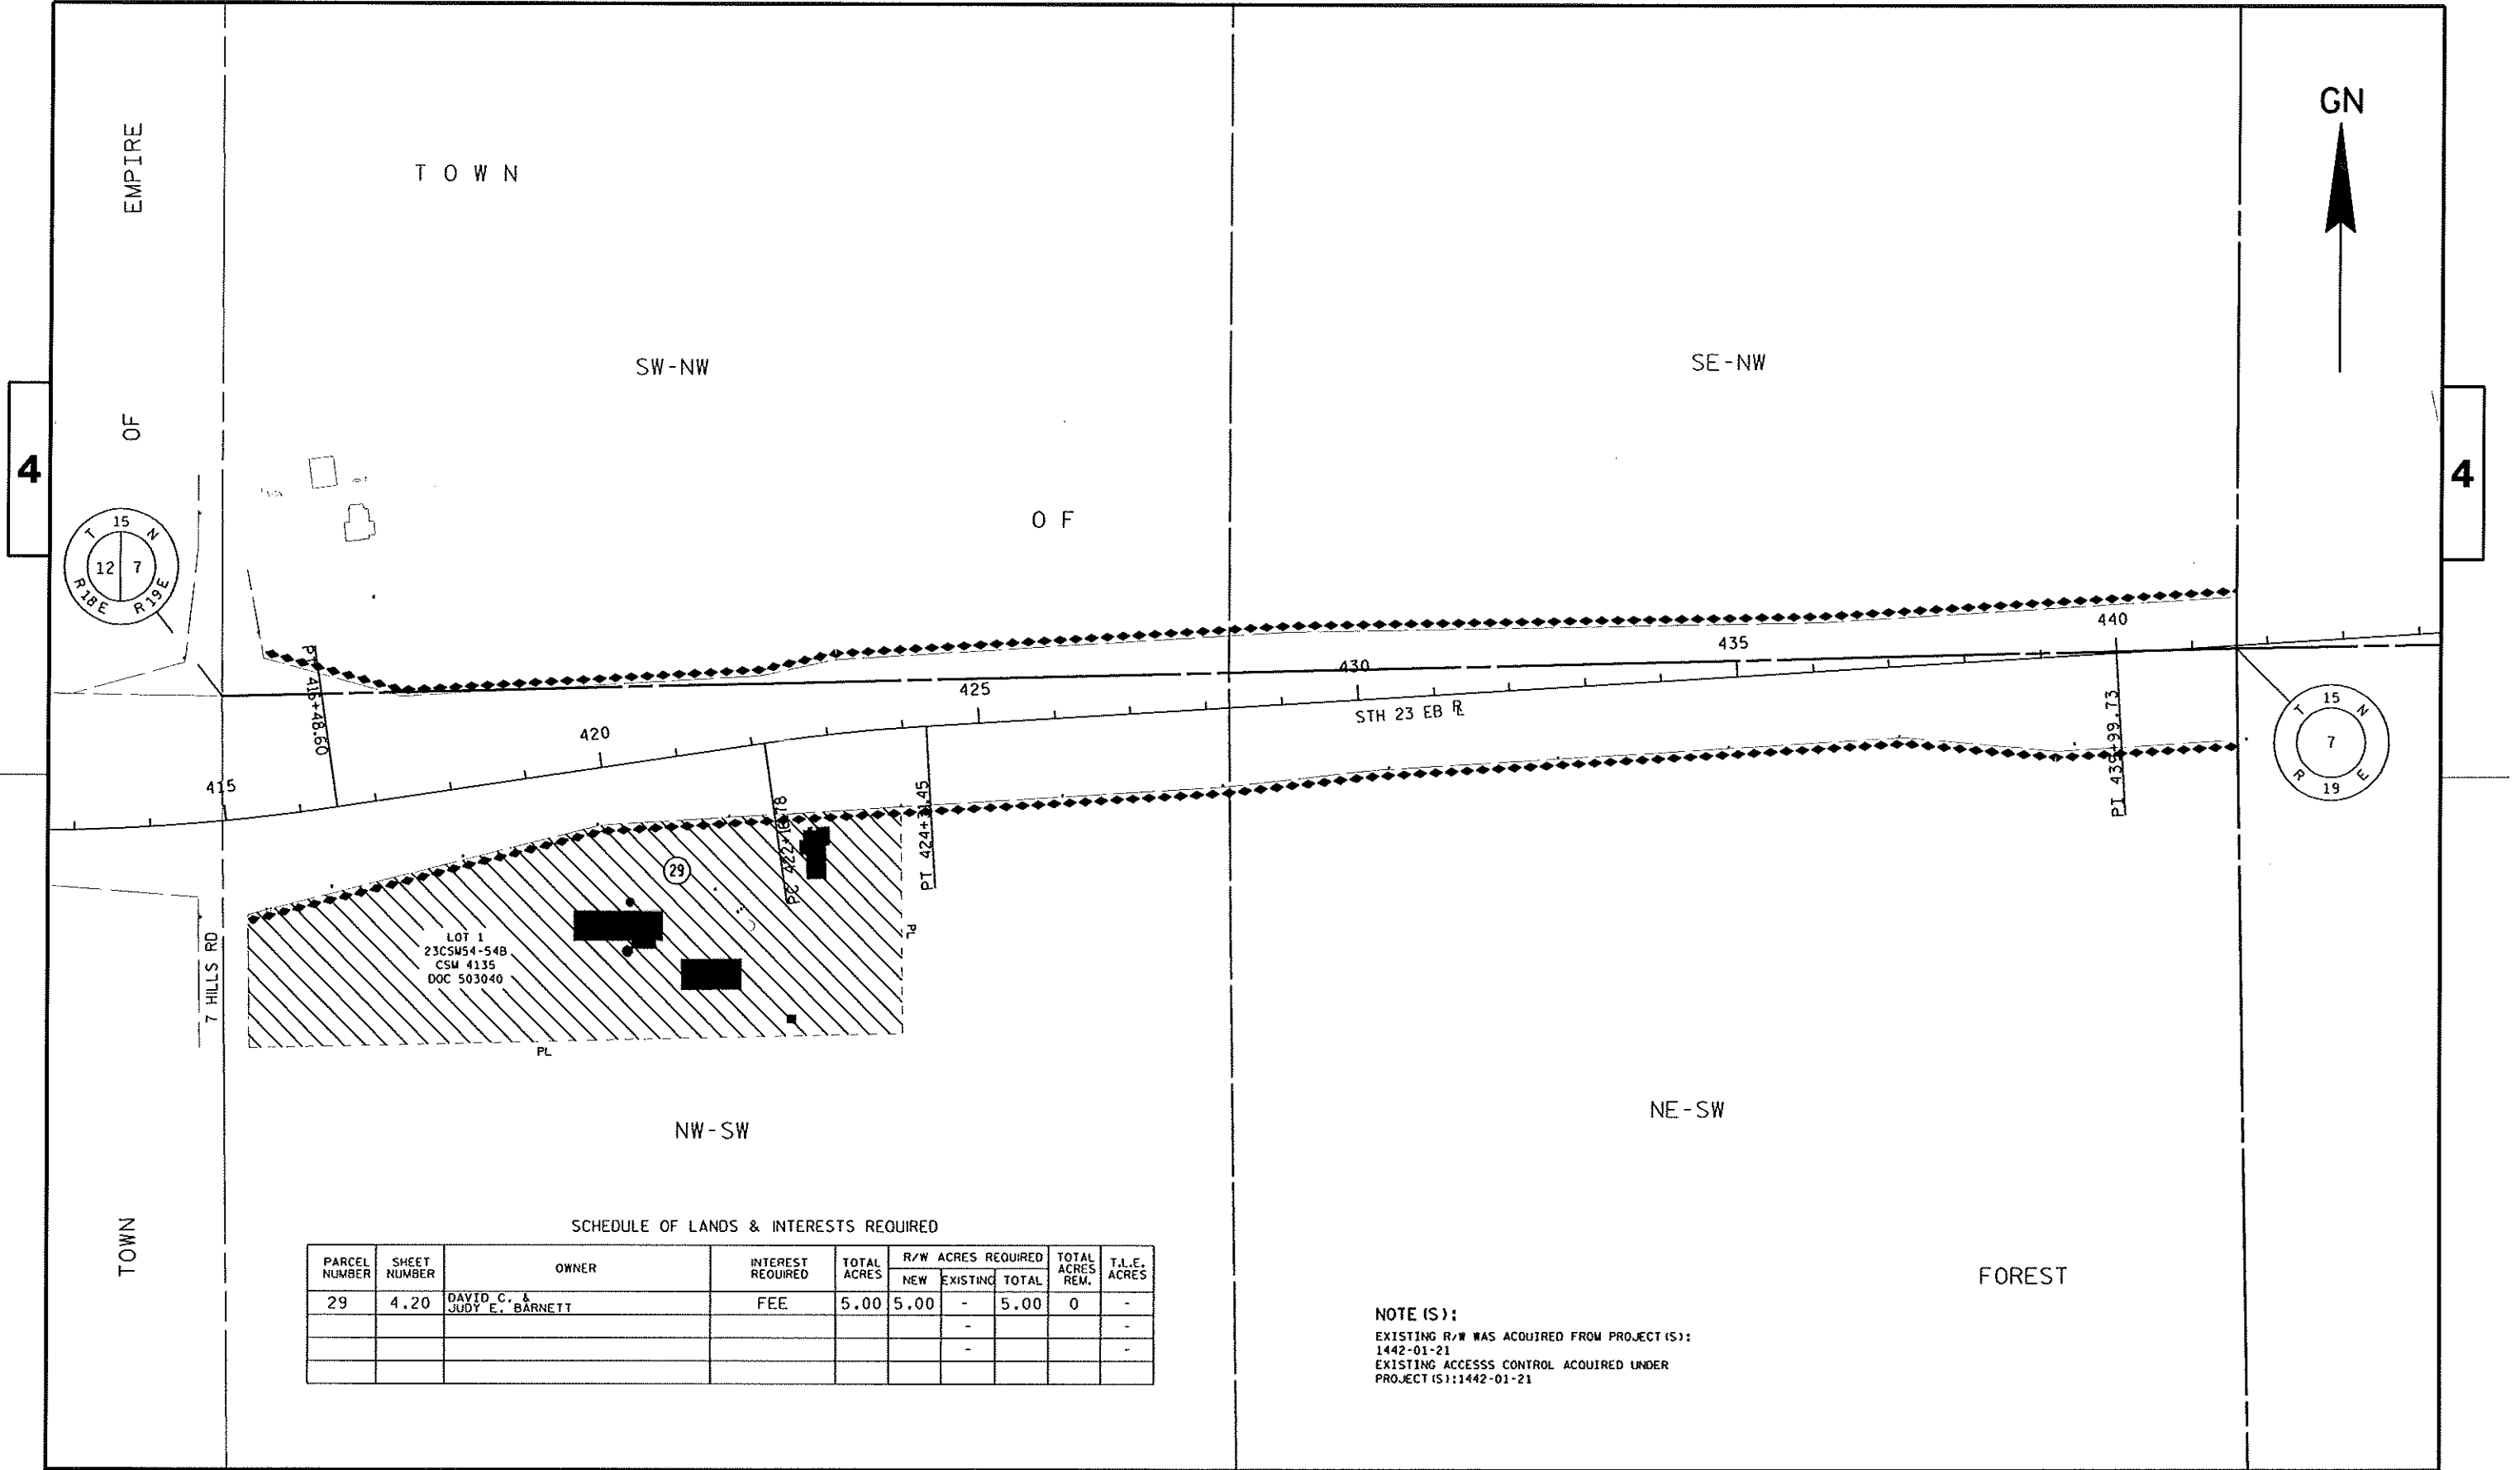 GN
EMPIRE
OF
TOWN
T O W N
SW-NW
SE-NW
O F
4
4
15
T N
12 7
R18E R19E
PT 416+48.60
415
420
425
430
435
440
STH 23 EB R/L
PC 422+19.78
PT 439+99.73
15
T N
7
R E
19
29
LOT 1
23CSM54-54B
CSM 4135
DOC 503040
7 HILLS RD
PL
PL
NW-SW
NE-SW
FOREST
SCHEDULE OF LANDS & INTERESTS REQUIRED
PARCEL NUMBER SHEET NUMBER OWNER INTEREST REQUIRED TOTAL ACRES R/W ACRES REQUIRED TOTAL ACRES REM. T.L.E. ACRES
NEW EXISTING TOTAL
29 4.20 DAVID C. & JUDY E. BARNETT FEE 5.00 5.00 - 5.00 0 -
- -
- -
NOTE(S):
EXISTING R/W WAS ACQUIRED FROM PROJECT(S):
1442-01-21
EXISTING ACCESSS CONTROL ACQUIRED UNDER
PROJECT(S):1442-01-21